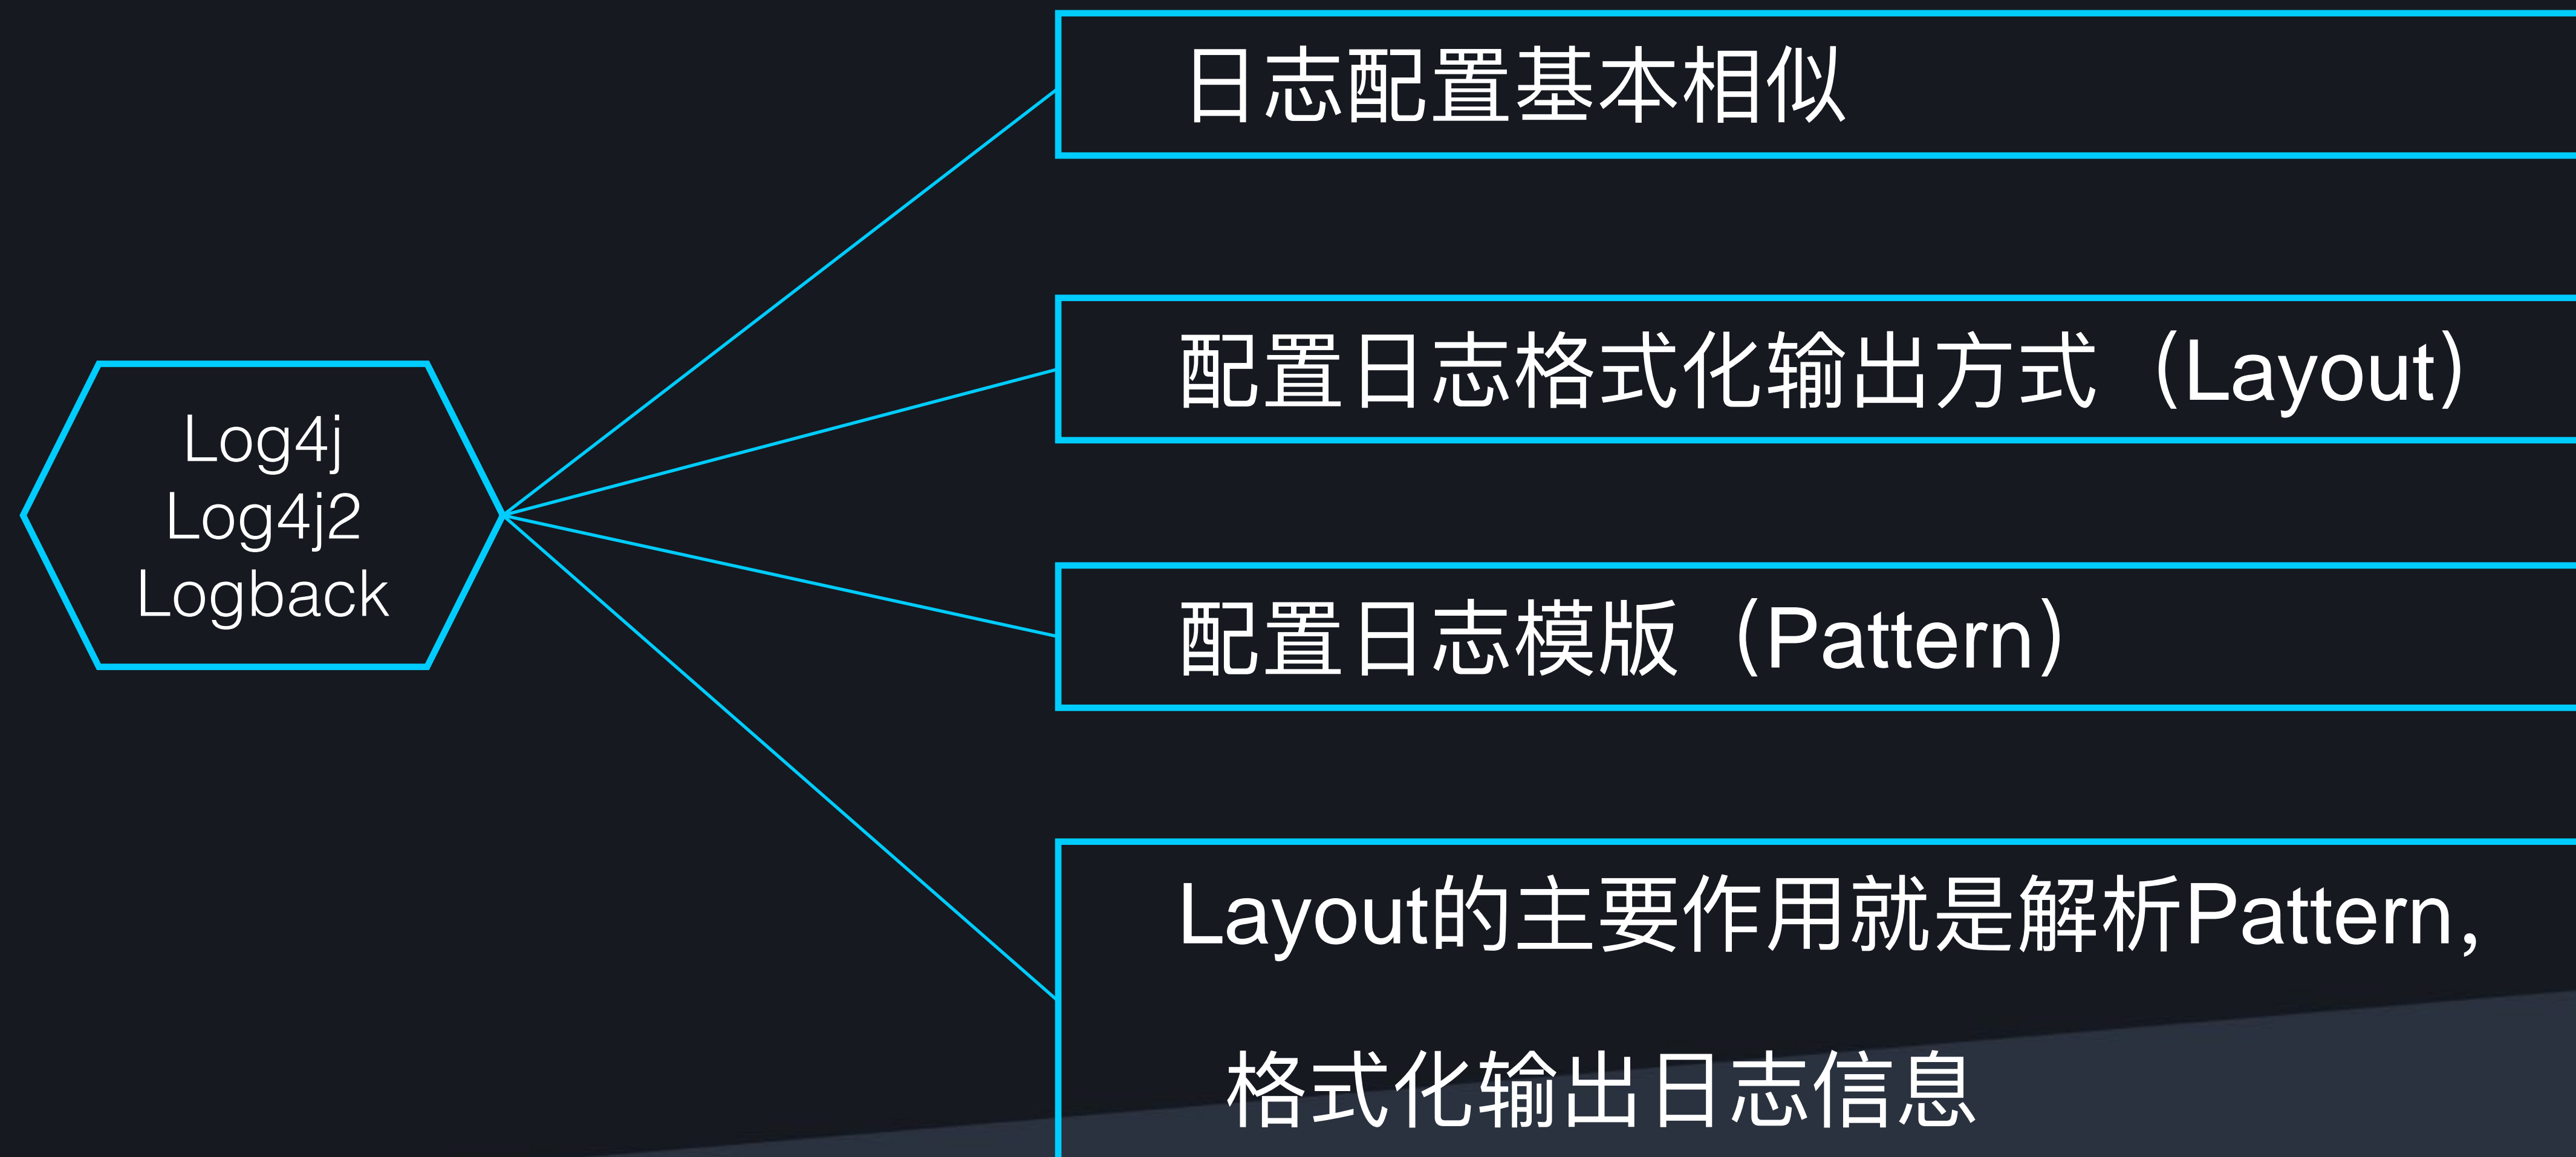 Log4j
Log4j2
Logback
日志配置基本相似
配置日志格式化输出方式（Layout）
配置日志模版（Pattern）
Layout的主要作用就是解析Pattern，
格式化输出日志信息